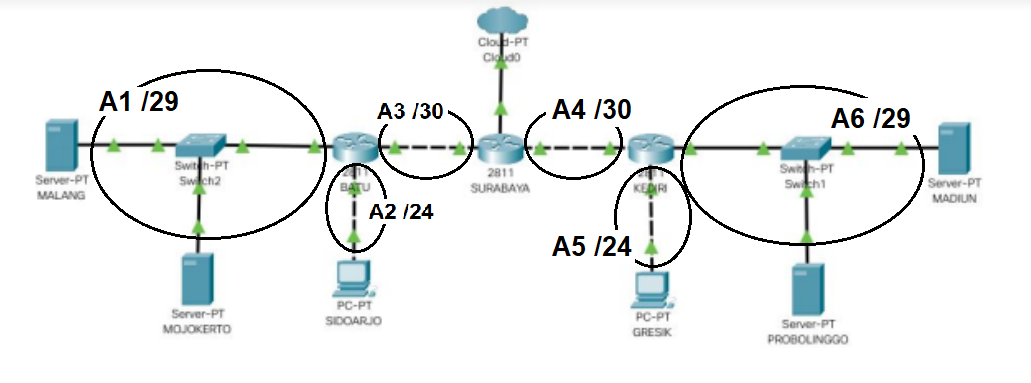 Cloud-PT
Cloud0
A1 /29
A3 /30
A4 /30
A6 /29
Server-PT
MALANG
Switch-PT
Switch2
2811
BATU
2811
SURABAYA
2811
KEDIRI
Switch-PT
Switch1
Server-PT
MADIUN
A2 /24
A5 /24
Server-PT
MOJOKERTO
PC-PT
SIDOARJO
PC-PT
GRESIK
Server-PT
PROBOLINGGO